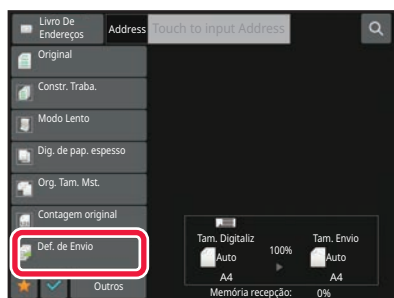 Livro De
Endereços
Address
Touch to input Address
Original
Constr. Traba.
Modo Lento
Dig. de pap. espesso
Org. Tam. Mst.
Contagem original
Def. de Envio
Outros
Tam. Digitaliz
100%
Tam. Envio
Auto
Auto
A4
A4
Memória recepção: 0%